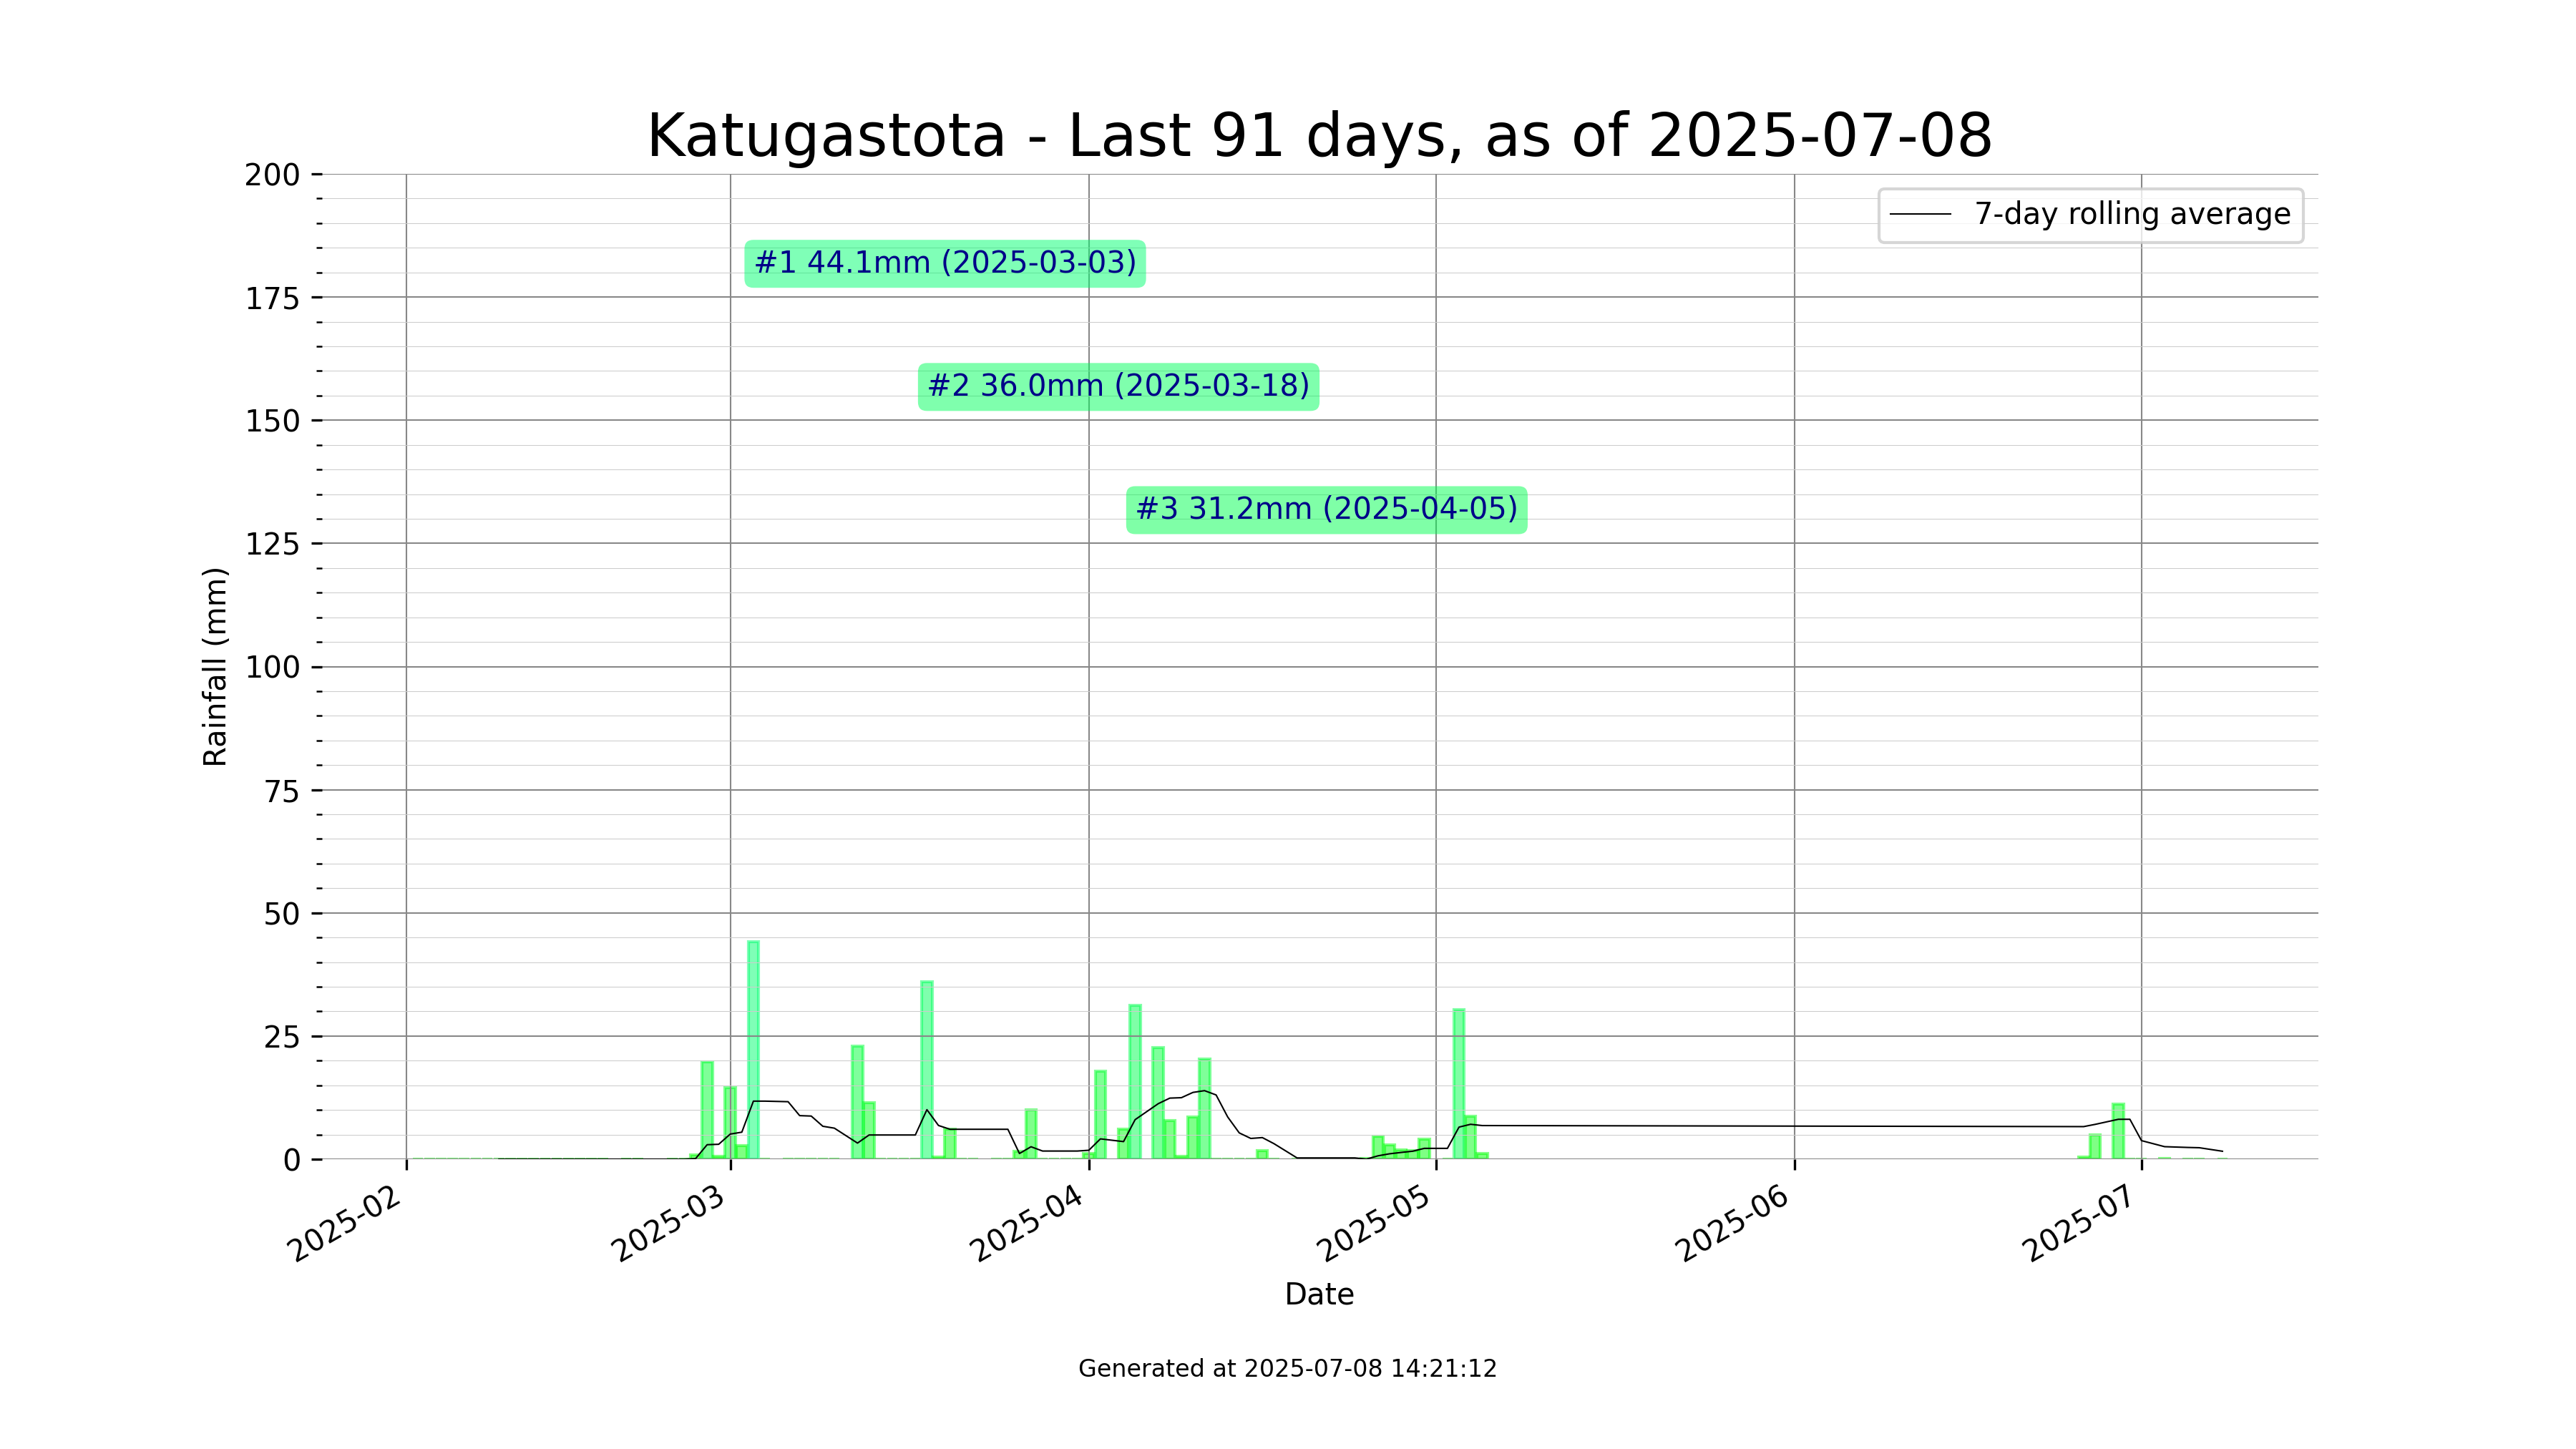 Katugastota - Last 91 days, as of 2025-07-08
7-day rolling average
#1 44.1mm (2025-03-03)
#2 36.0mm (2025-03-18)
#3 31.2mm (2025-04-05)
Rainfall (mm)
200
175
150
125
100
75
50
25
0
2025-02
2025-03
2025-04
2025-05
2025-06
2025-07
Date
Generated at 2025-07-08 14:21:12